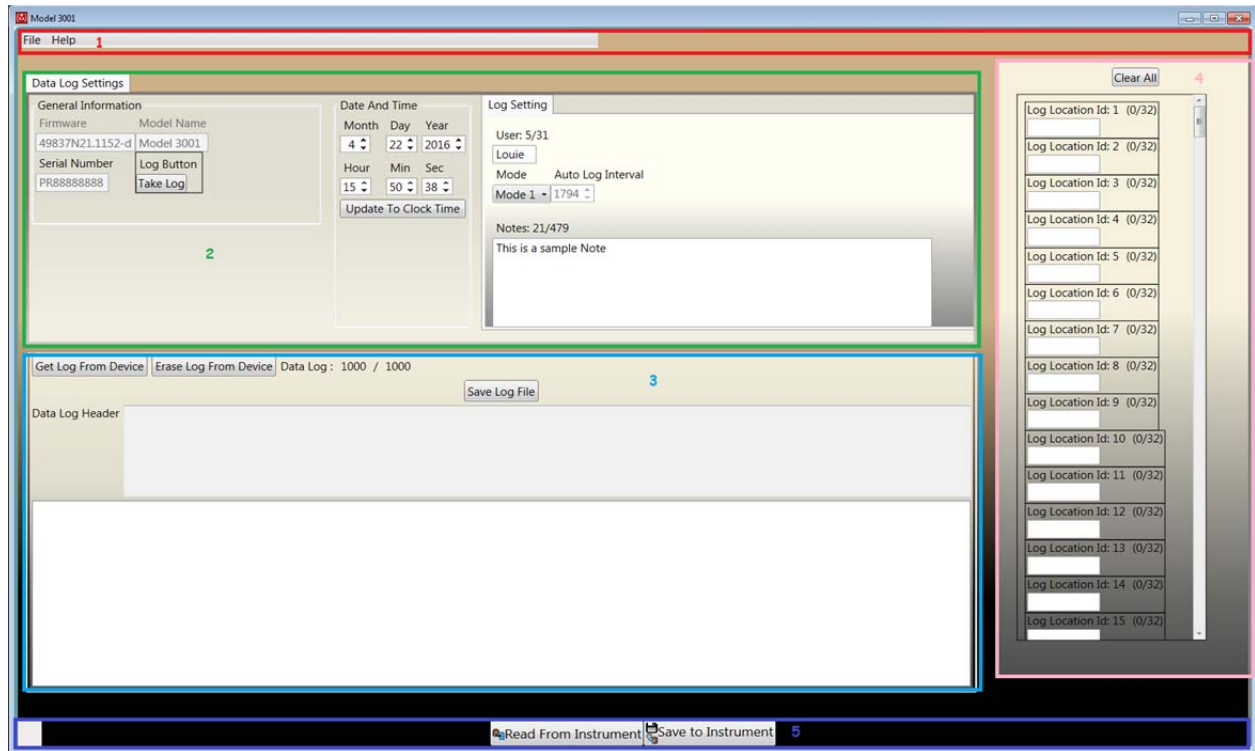 Model 3001
File Help 1
Data Log Settings
General Information
Firmware Model Name
49837N21.1152-d Model 3001
Serial Number Log Button
PR88888888 Take Log
2
Date And Time
Month Day Year
4 22 2016
Hour Min Sec
15 50 38
Update To Clock Time
Log Setting
User: 5/31
Louie
Mode Auto Log Interval
Mode 1 1794
Notes: 21/479
This is a sample Note
Get Log From Device Erase Log From Device Data Log : 1000 / 1000
3
Save Log File
Data Log Header
Clear All 4
Log Location Id: 1 (0/32)
Log Location Id: 2 (0/32)
Log Location Id: 3 (0/32)
Log Location Id: 4 (0/32)
Log Location Id: 5 (0/32)
Log Location Id: 6 (0/32)
Log Location Id: 7 (0/32)
Log Location Id: 8 (0/32)
Log Location Id: 9 (0/32)
Log Location Id: 10 (0/32)
Log Location Id: 11 (0/32)
Log Location Id: 12 (0/32)
Log Location Id: 13 (0/32)
Log Location Id: 14 (0/32)
Log Location Id: 15 (0/32)
Read From Instrument Save to Instrument 5